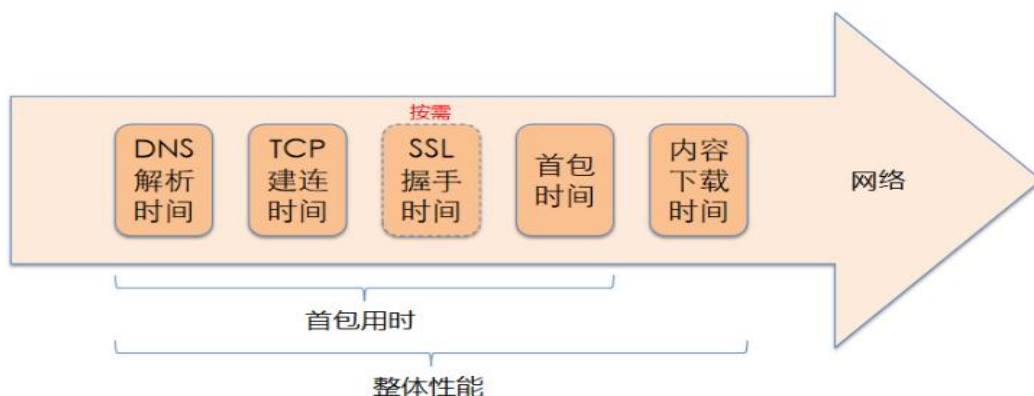 按需
DNS
解析
时间
TCP
建连
时间
SSL
握手
时间
首包
时间
内容
下载
时间
网络
首包用时
整体性能